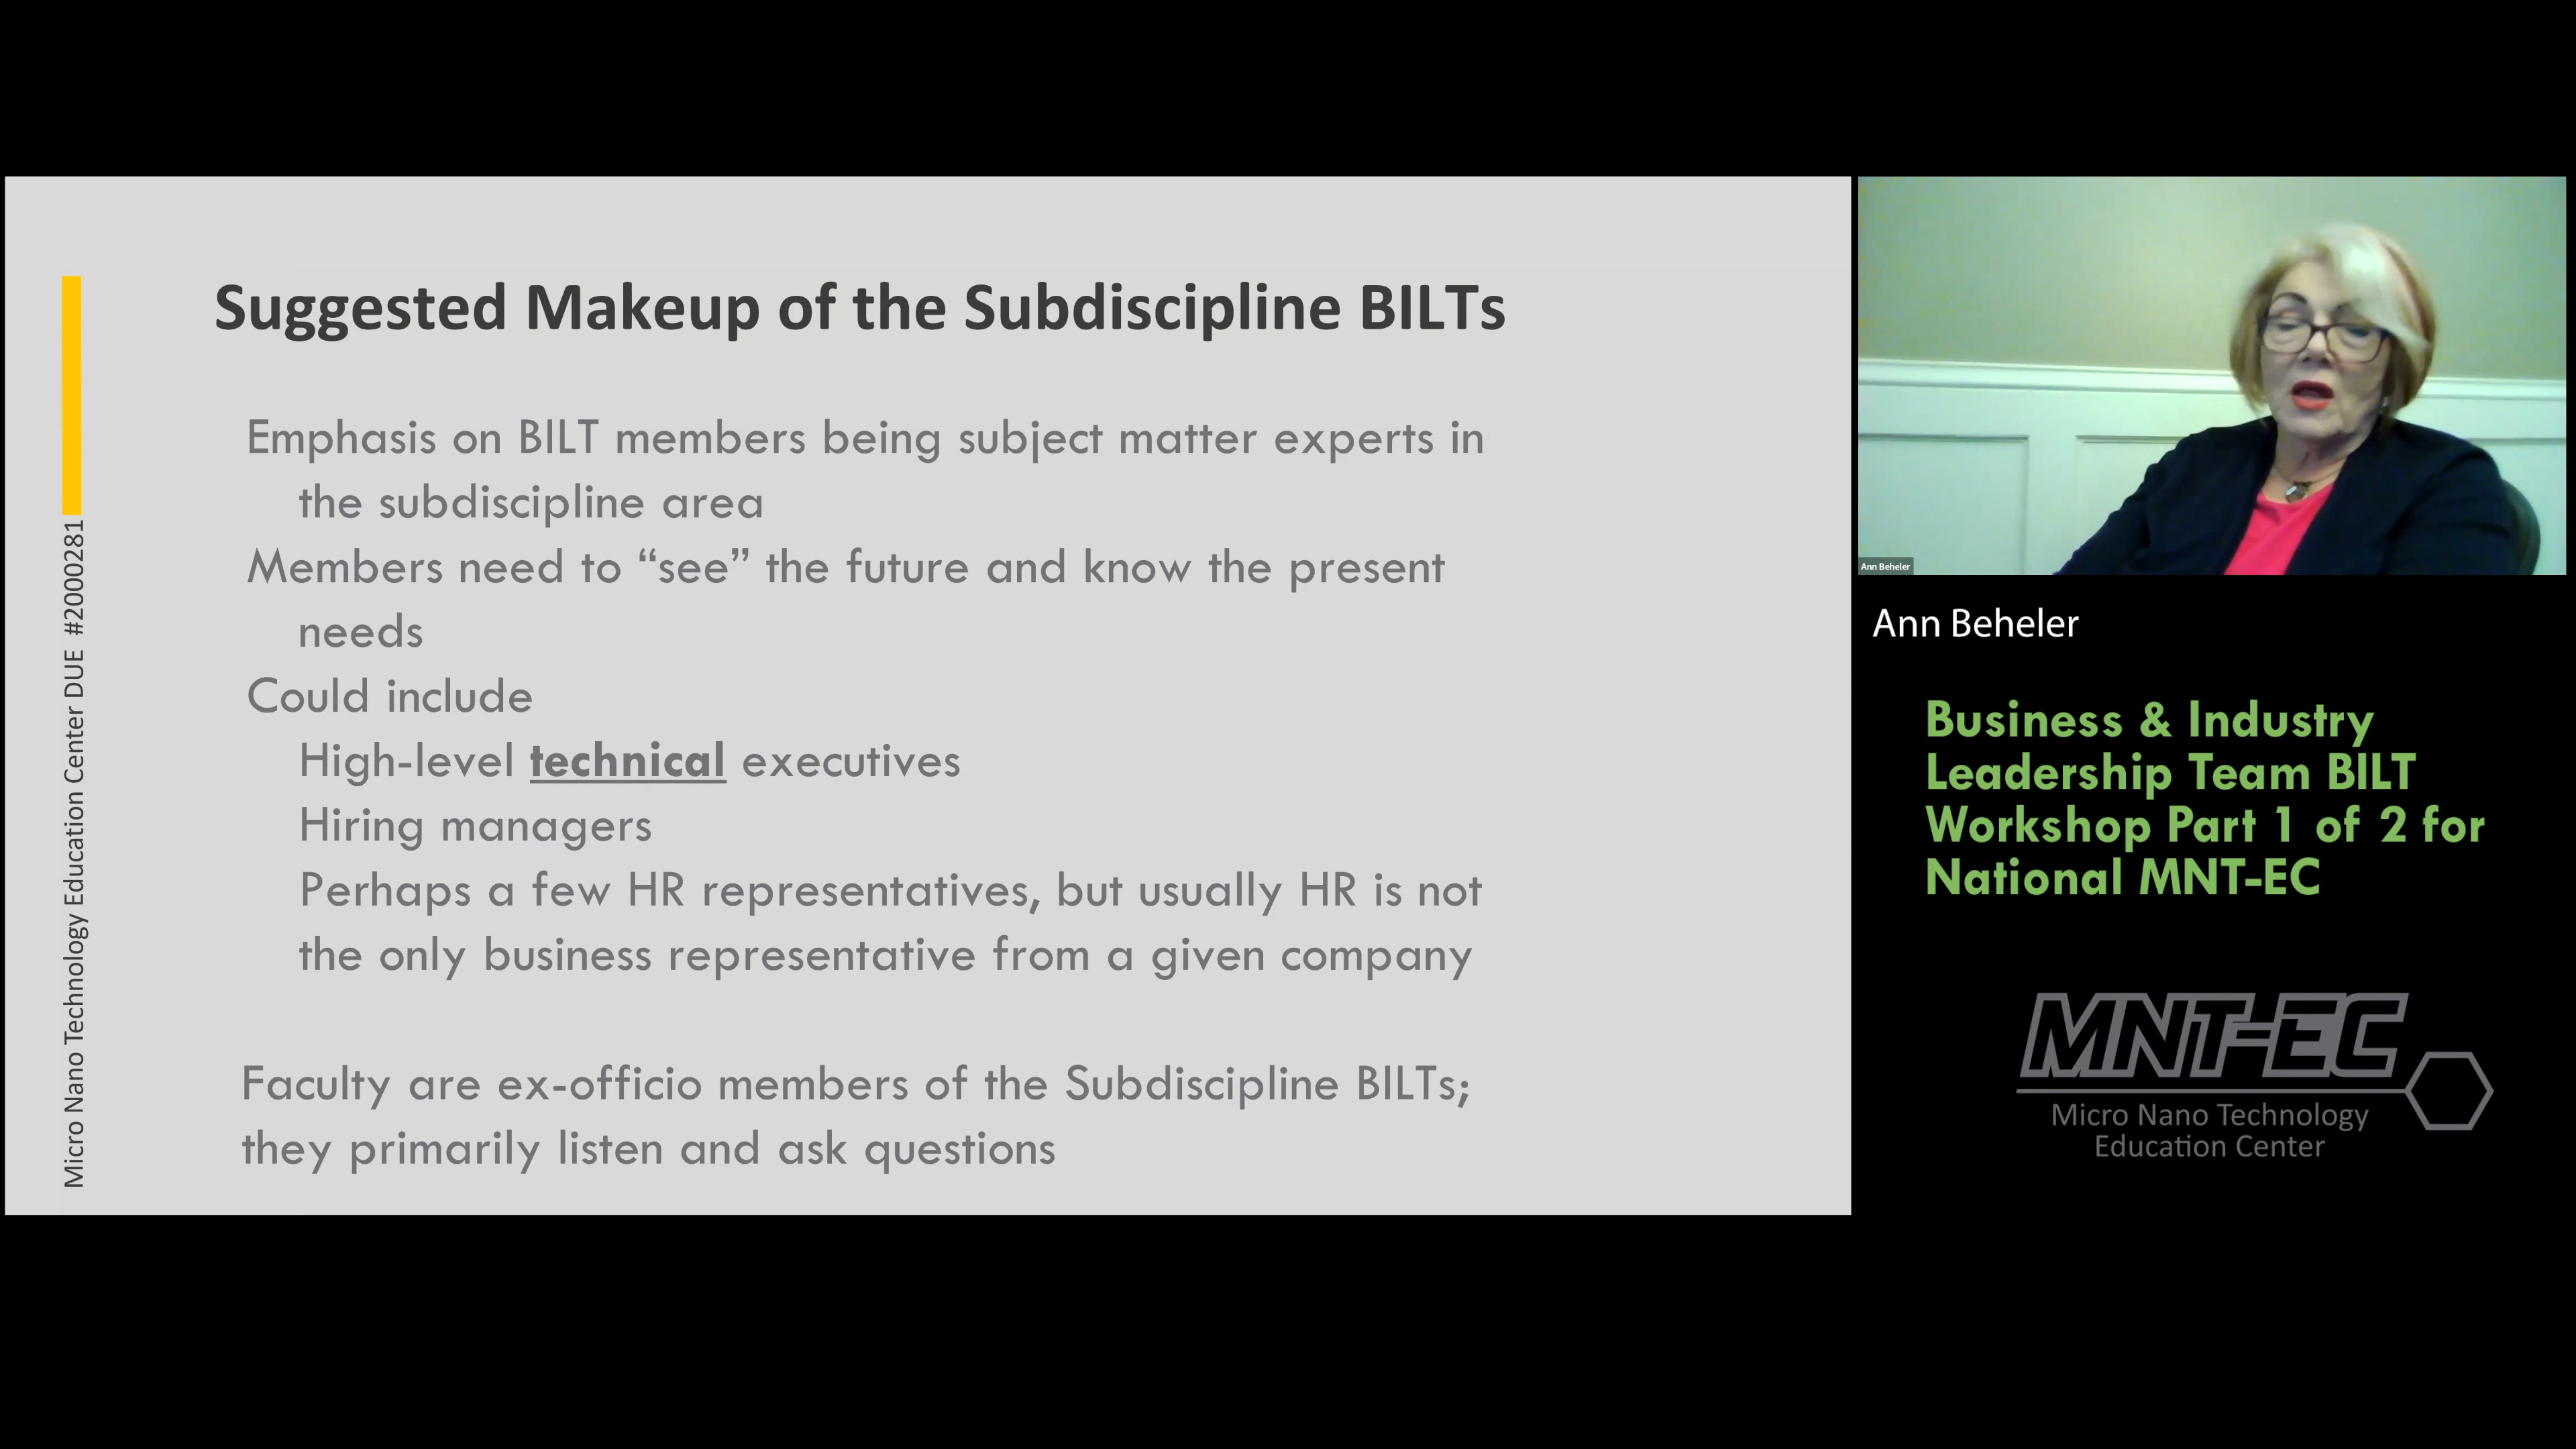 Suggested Makeup of the Subdiscipline BILTs
Emphasis on BILT members being subject matter experts in
the subdiscipline area
Members need to “see” the future and know the present
needs
Could include
High-level technical executives
Hiring managers
Perhaps a few HR representatives, but usually HR is not
the only business representative from a given company
Faculty are ex-officio members of the Subdiscipline BILTs;
they primarily listen and ask questions
Micro Nano Technology Education Center DUE #2000281
Ann Beheler
Ann Beheler
Business & Industry
Leadership Team BILT
Workshop Part 1 of 2 for
National MNT-EC
MNT-EC
Micro Nano Technology
Education Center